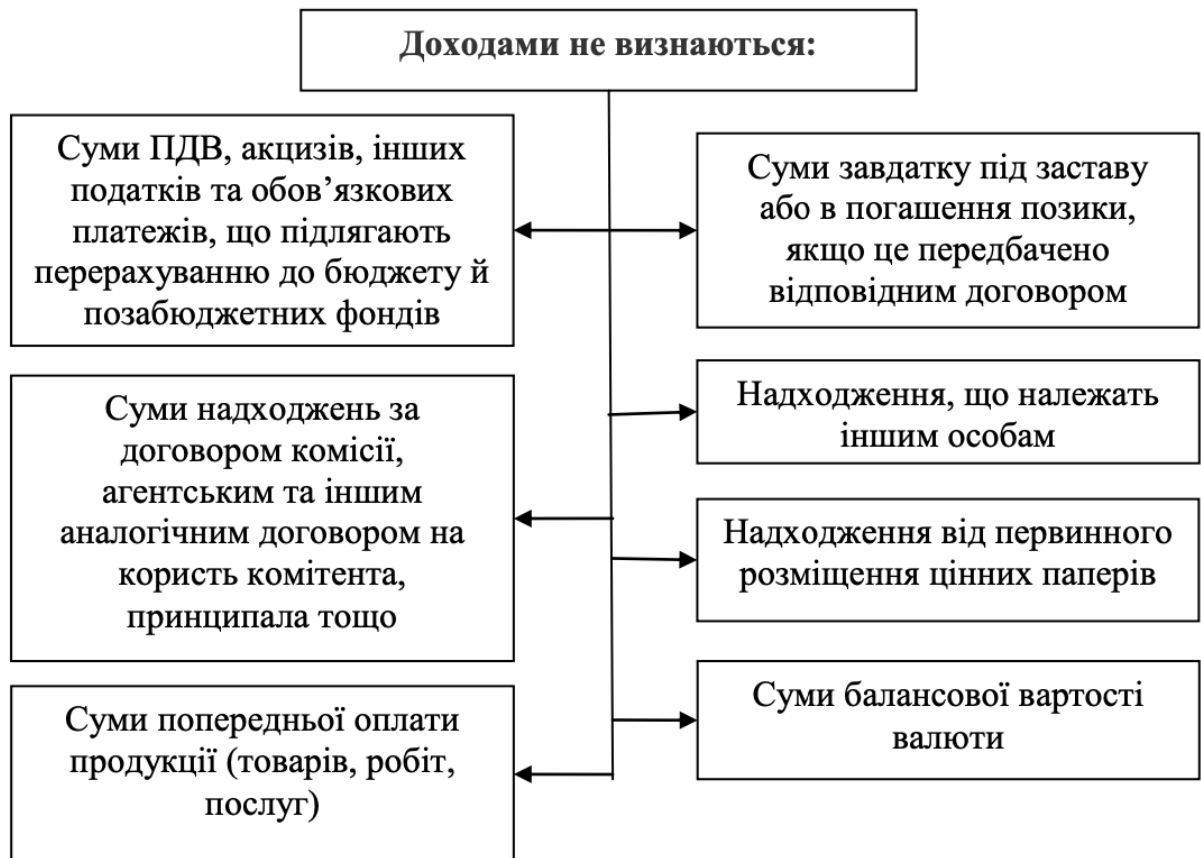 Доходами не визнаються:
Суми ПДВ, акцизів, інших
податків та обов’язкових
платежів, що підлягають
перерахуванню до бюджету й
позабюджетних фондів
Суми завдатку під заставу
або в погашення позики,
якщо це передбачено
відповідним договором
Суми надходжень за
договором комісії,
агентським та іншим
аналогічним договором на
користь комітента,
принципала тощо
Надходження, що належать
іншим особам
Надходження від первинного
розміщення цінних паперів
Суми попередньої оплати
продукції (товарів, робіт,
послуг)
Суми балансової вартості
валюти